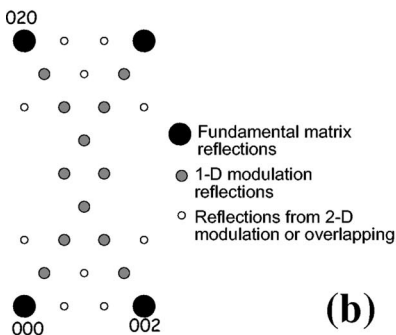 020
Fundamental matrix
reflections
1-D modulation
reflections
Reflections from 2-D
modulation or overlapping
000
002
(b)